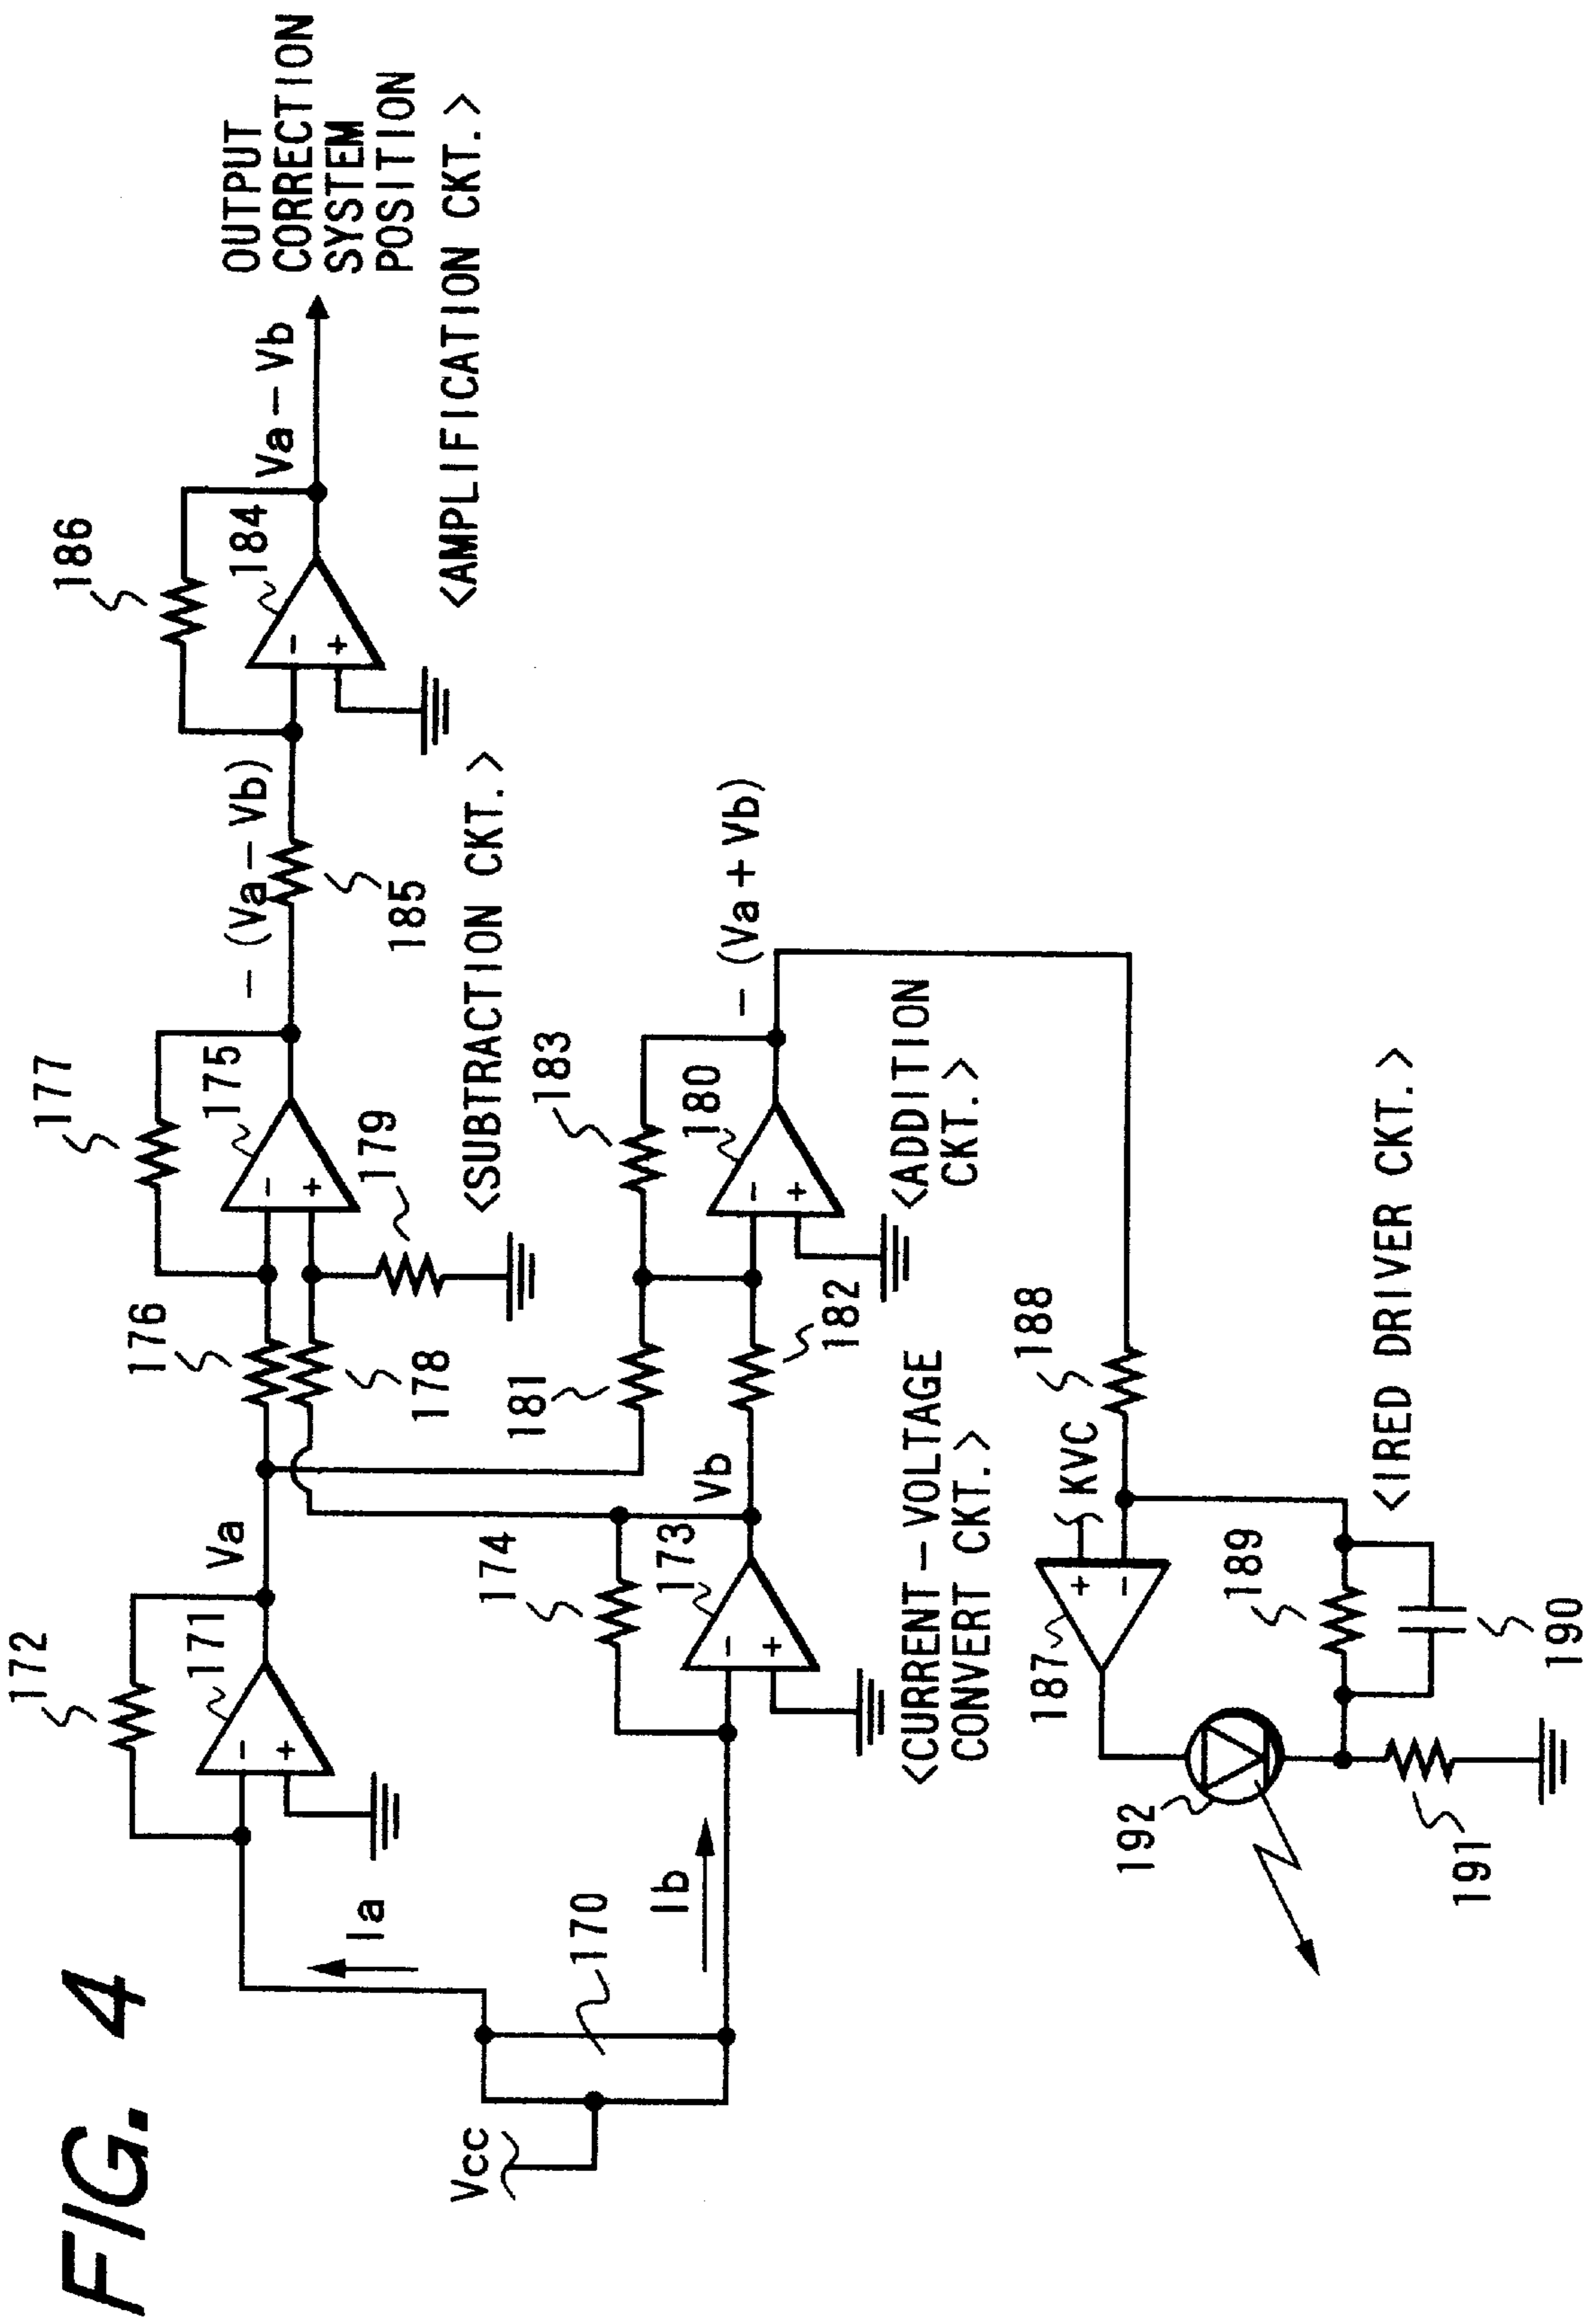 FIG. 4
Vcc
170
Ia
Ib
171
172
Va
-
+
173
174
Vb
-
+
<CURRENT-VOLTAGE
CONVERT CKT.>
175
176
177
178
179
-
+
-(Va-Vb)
<SUBTRACTION CKT.>
180
181
182
183
-
+
-(Va+Vb)
<ADDITION
CKT.>
184
185
186
-
+
Va-Vb
OUTPUT
CORRECTION
SYSTEM
POSITION
<AMPLIFICATION CKT.>
187
188
KVC
+
-
189
190
191
192
<IRED DRIVER CKT.>